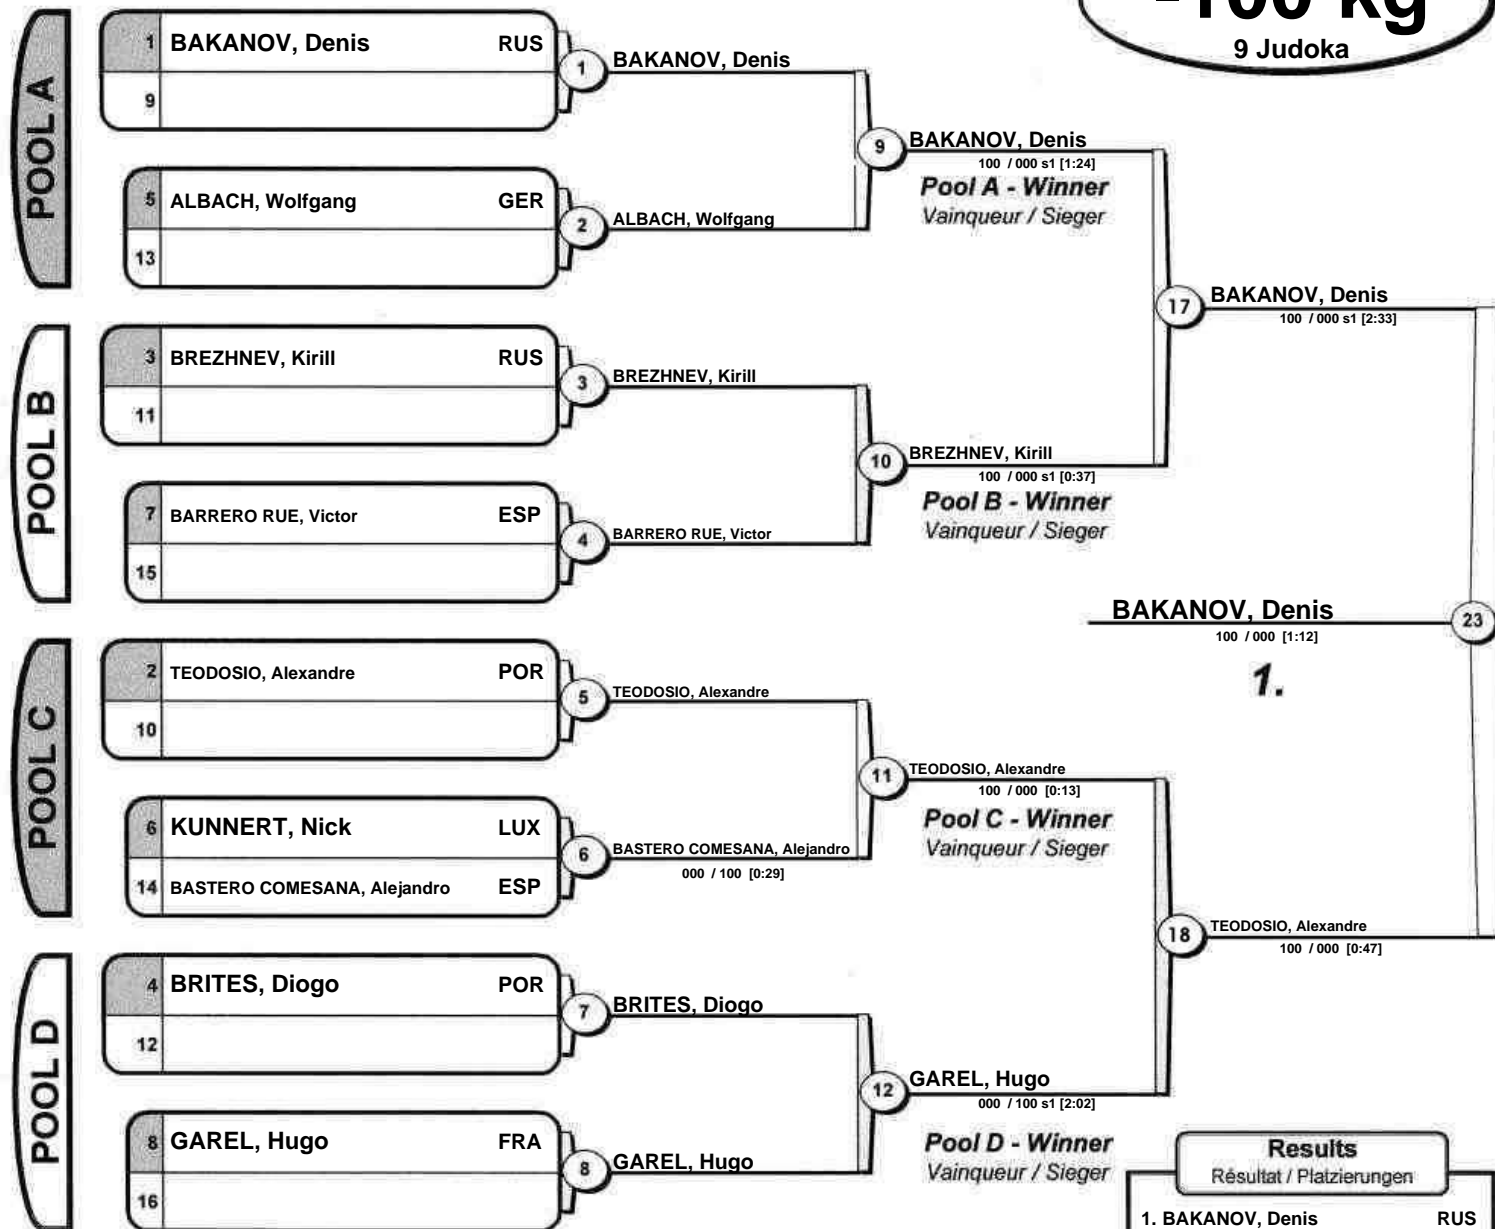 -100 kg
9 Judoka
POOL A
1 BAKANOV, Denis RUS
9
1 BAKANOV, Denis
5 ALBACH, Wolfgang GER
13
2 ALBACH, Wolfgang
9 BAKANOV, Denis
100 / 000 s1 [1:24]
Pool A - Winner
Vainqueur / Sieger
17 BAKANOV, Denis
100 / 000 s1 [2:33]
POOL B
3 BREZHNEV, Kirill RUS
11
3 BREZHNEV, Kirill
7 BARRERO RUE, Victor ESP
15
4 BARRERO RUE, Victor
10 BREZHNEV, Kirill
100 / 000 s1 [0:37]
Pool B - Winner
Vainqueur / Sieger
BAKANOV, Denis 23
100 / 000 [1:12]
1.
POOL C
2 TEODOSIO, Alexandre POR
10
5 TEODOSIO, Alexandre
6 KUNNERT, Nick LUX
14 BASTERO COMESANA, Alejandro ESP
6 BASTERO COMESANA, Alejandro
000 / 100 [0:29]
11 TEODOSIO, Alexandre
100 / 000 [0:13]
Pool C - Winner
Vainqueur / Sieger
18 TEODOSIO, Alexandre
100 / 000 [0:47]
POOL D
4 BRITES, Diogo POR
12
7 BRITES, Diogo
8 GAREL, Hugo FRA
16
8 GAREL, Hugo
12 GAREL, Hugo
000 / 100 s1 [2:02]
Pool D - Winner
Vainqueur / Sieger
Results
Résultat / Platzierungen
1. BAKANOV, Denis RUS